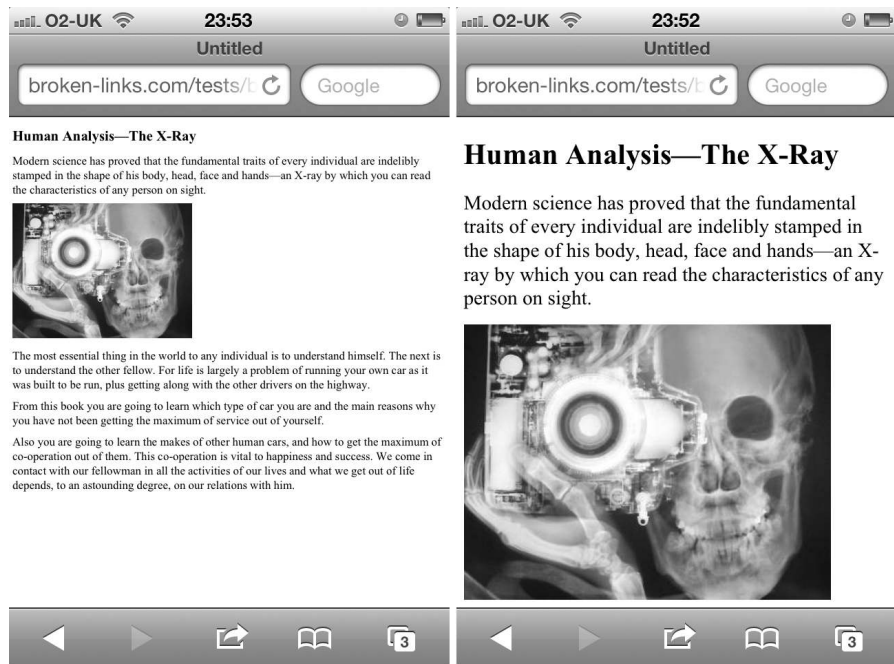 O2-UK 23:53
Untitled
broken-links.com/tests/b Google
Human Analysis—The X-Ray
Modern science has proved that the fundamental traits of every individual are indelibly
stamped in the shape of his body, head, face and hands—an X-ray by which you can read
the characteristics of any person on sight.
The most essential thing in the world to any individual is to understand himself. The next is
to understand the other fellow. For life is largely a problem of running your own car as it
was built to be run, plus getting along with the other drivers on the highway.
From this book you are going to learn which type of car you are and the main reasons why
you have not been getting the maximum of service out of yourself.
Also you are going to learn the makes of other human cars, and how to get the maximum of
co-operation out of them. This co-operation is vital to happiness and success. We come in
contact with our fellowman in all the activities of our lives and what we get out of life
depends, to an astounding degree, on our relations with him.
3
O2-UK 23:52
Untitled
broken-links.com/tests/b Google
Human Analysis—The X-Ray
Modern science has proved that the fundamental
traits of every individual are indelibly stamped in
the shape of his body, head, face and hands—an X-
ray by which you can read the characteristics of any
person on sight.
3